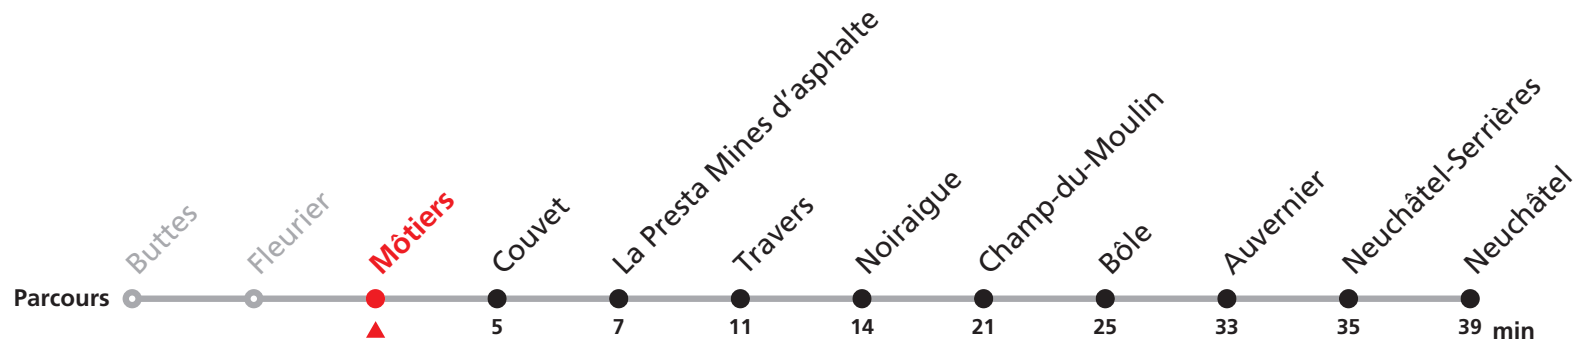 Buttes
Fleurier
Môtiers
Couvet
La Presta Mines d'asphalte
Travers
Noiraigue
Champ-du-Moulin
Bôle
Auvernier
Neuchâtel-Serrières
Neuchâtel
Parcours
5 7 11 14 21 25 33 35 39 min